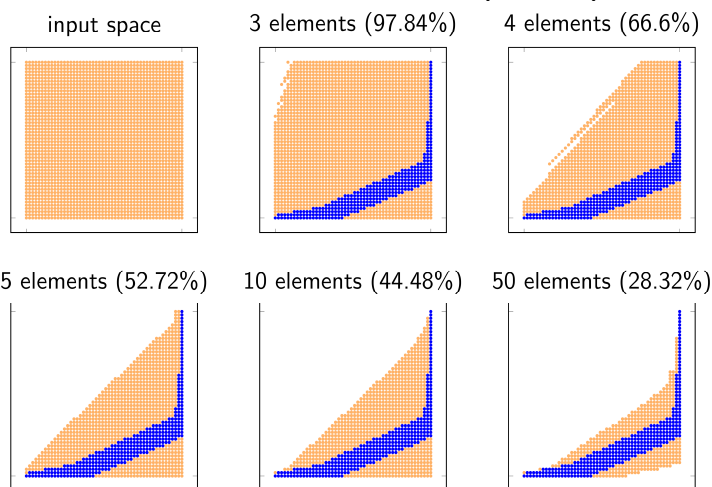 input space
3 elements (97.84%)
4 elements (66.6%)
5 elements (52.72%)
10 elements (44.48%)
50 elements (28.32%)